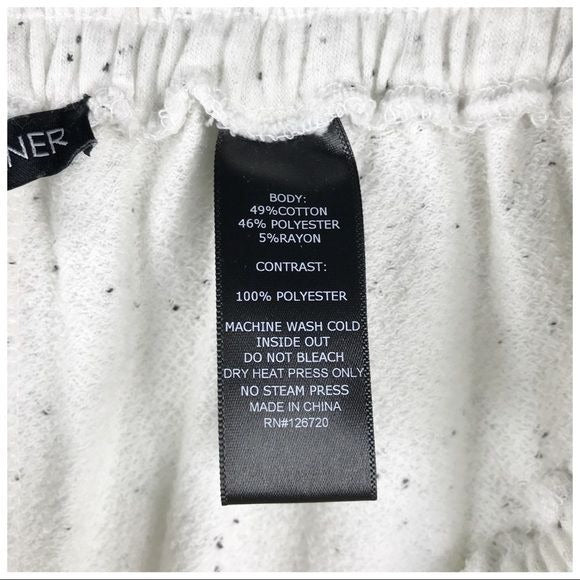 NER
BODY:
49%COTTON
46% POLYESTER
5%RAYON
CONTRAST:
100% POLYESTER
MACHINE WASH COLD
INSIDE OUT
DO NOT BLEACH
DRY HEAT PRESS ONLY
NO STEAM PRESS
MADE IN CHINA
RN#126720